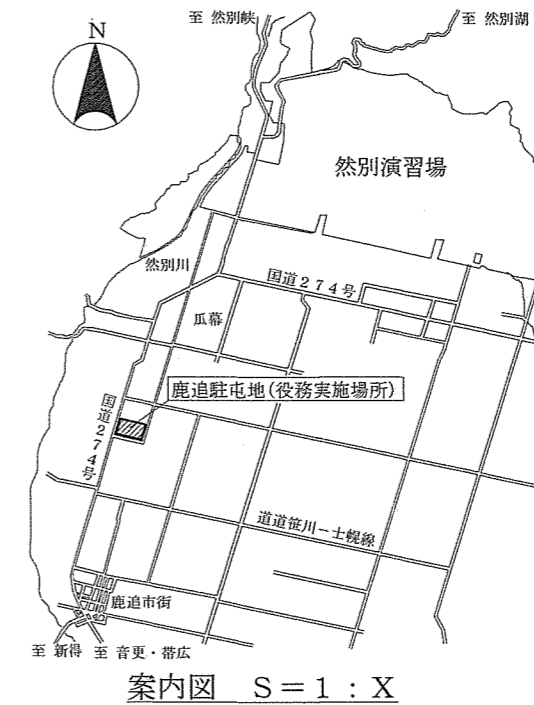 至 然別峡
至 然別湖
N
然別演習場
然別川
国道274号
瓜幕
鹿追駐屯地(役務実施場所)
国道274号
道道笹川－士幌線
鹿追市街
至 新得
至 音更・帯広
案内図 S＝1：X